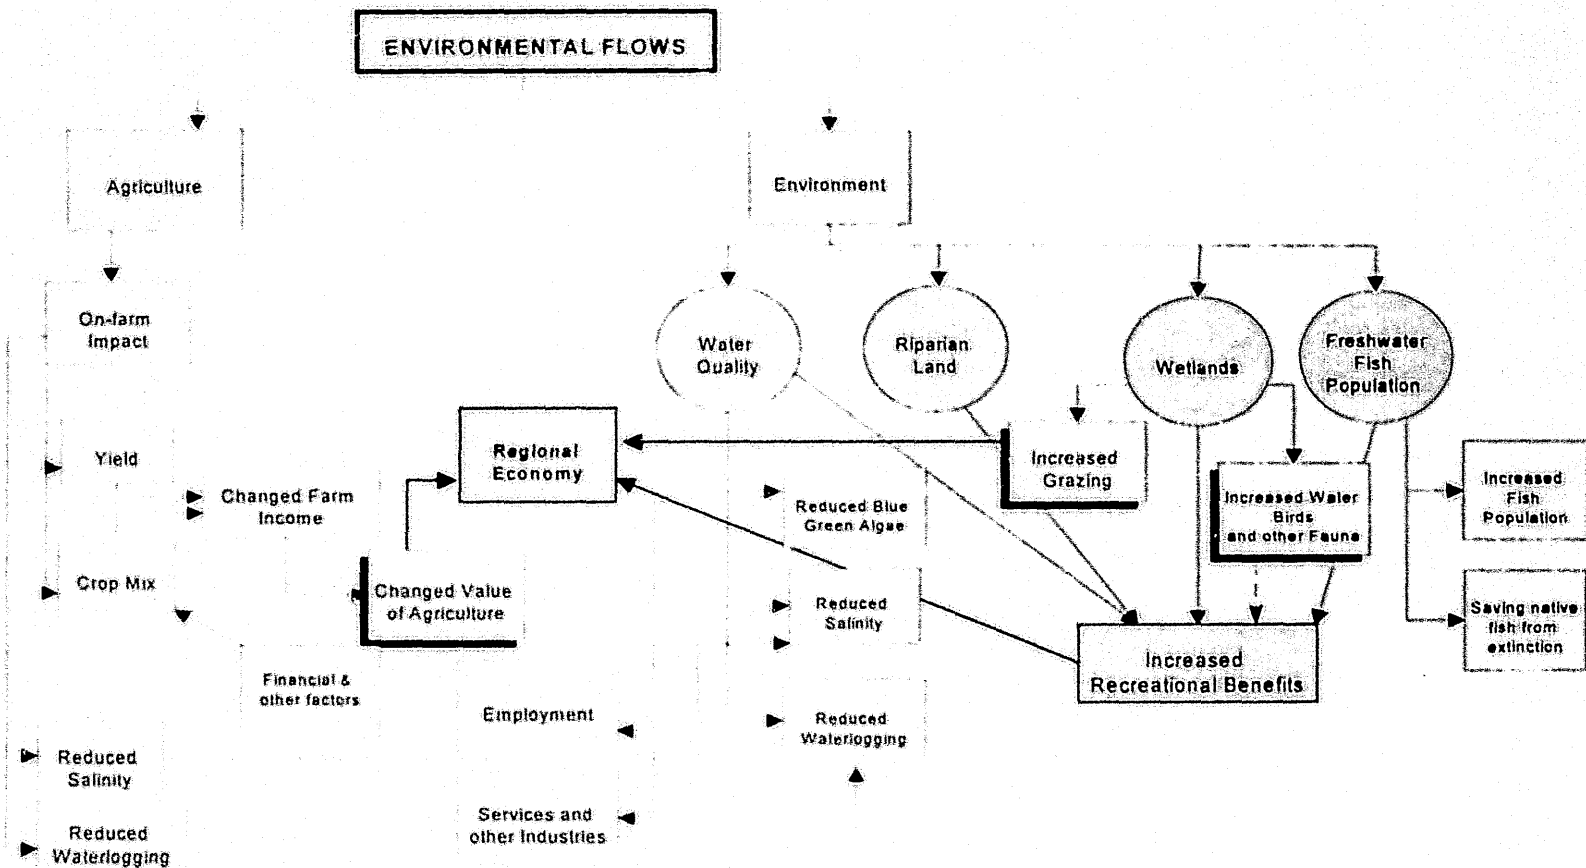 ENVIRONMENTAL FLOWS
Agriculture
Environment
On-farm
Impact
Water
Quality
Riparian
Land
Wetlands
Freshwater
Fish
Population
Yield
Changed Farm
Income
Crop Mix
Regional
Economy
Changed Value
of Agriculture
Financial &
other factors
Reduced
Salinity
Reduced
Waterlogging
Employment
Services and
other Industries
Reduced Blue
Green Algae
Reduced
Salinity
Reduced
Waterlogging
Increased
Grazing
Increased Water
Birds
and other Fauna
Increased
Recreational Benefits
Increased
Fish
Population
Saving native
fish from
extinction